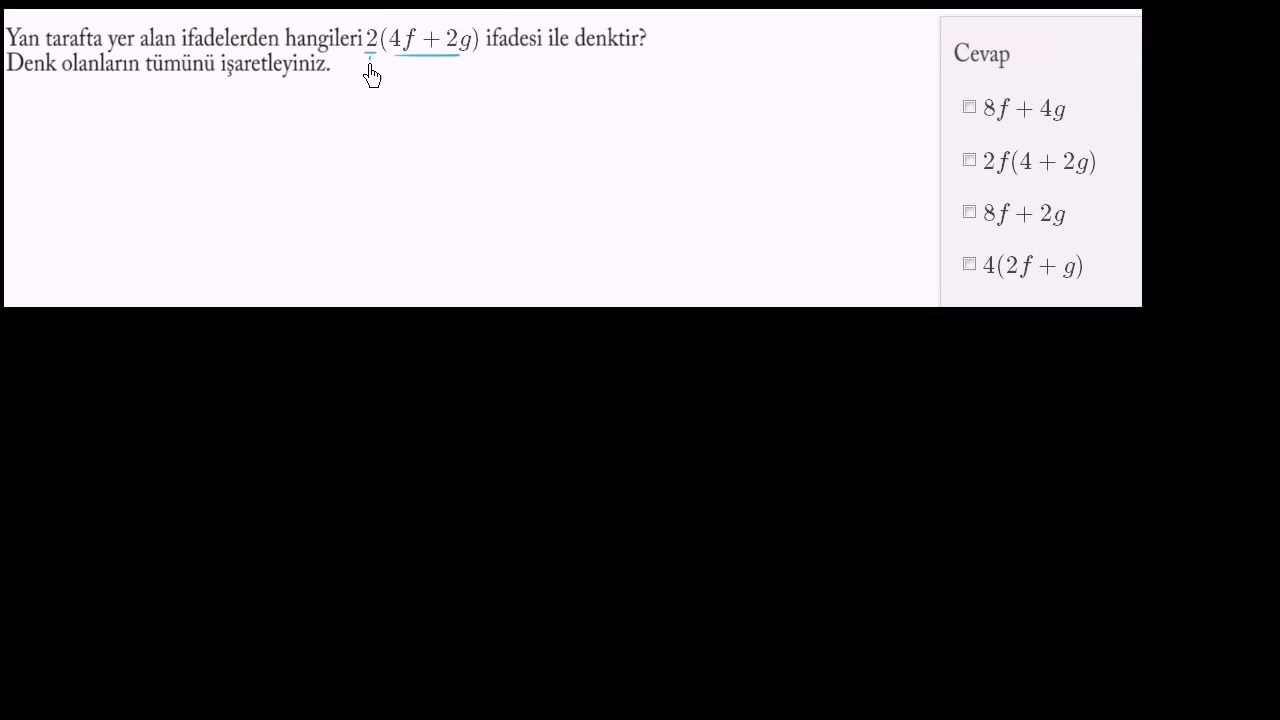 Yan tarafta yer alan ifadelerden hangileri 2(4f + 2g) ifadesi ile denktir?
Denk olanların tümünü işaretleyiniz.
Cevap
8f + 4g
2f(4 + 2g)
8f + 2g
4(2f + g)